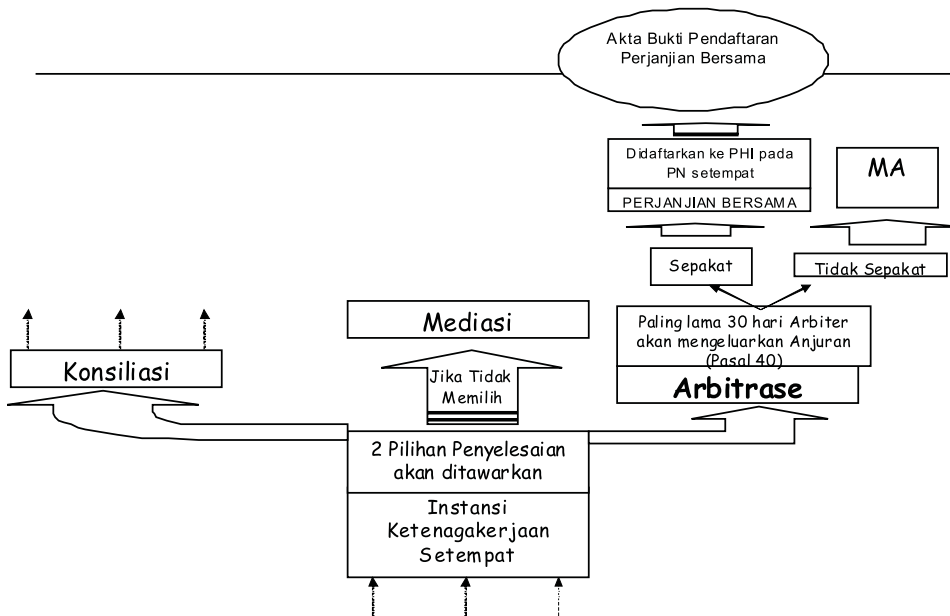 Akta Bukti Pendaftaran
Perjanjian Bersama
Didaftarkan ke PHI pada
PN setempat
PERJANJIAN BERSAMA
MA
Sepakat
Tidak Sepakat
Paling lama 30 hari Arbiter
akan mengeluarkan Anjuran
(Pasal 40)
Arbitrase
Mediasi
Jika Tidak
Memilih
Konsiliasi
2 Pilihan Penyelesaian
akan ditawarkan
Instansi
Ketenagakerjaan
Setempat